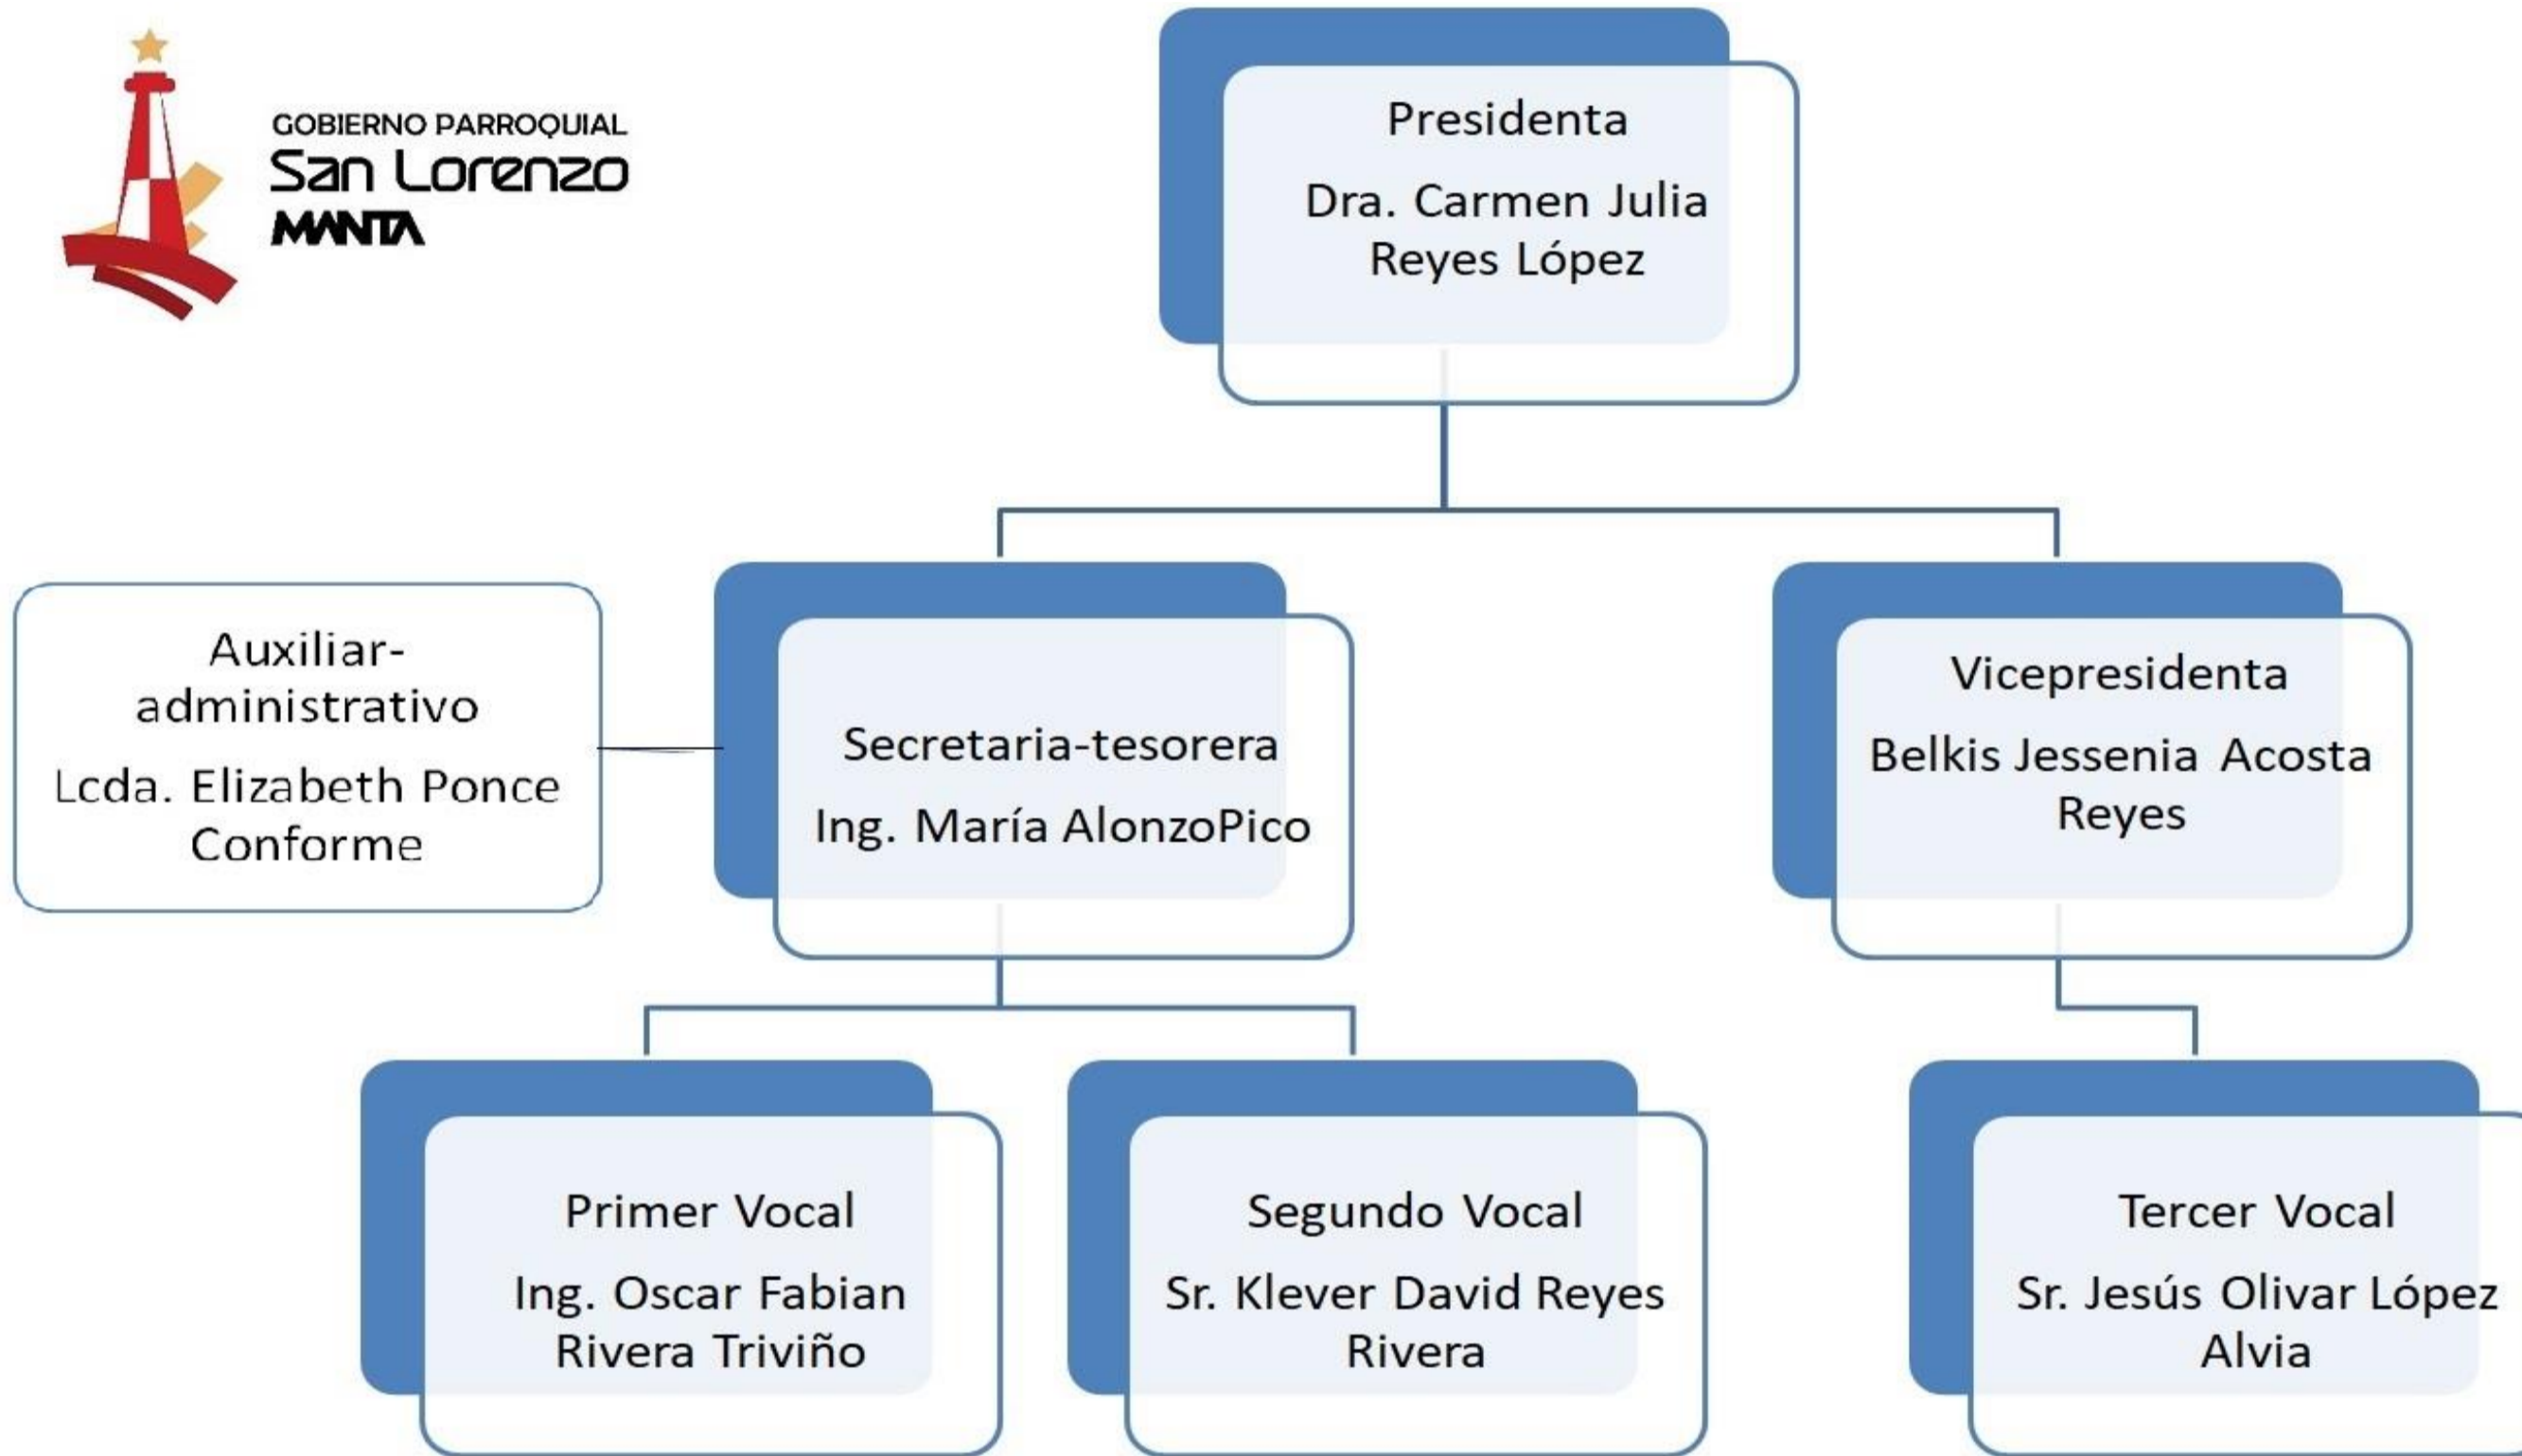 GOBIERNO PARROQUIAL
San Lorenzo
MANTA
Presidenta
Dra. Carmen Julia
Reyes López
Auxiliar-
administrativo
Lcda. Elizabeth Ponce
Conforme
Secretaria-tesorera
Ing. María AlonzoPico
Vicepresidenta
Belkis Jessenia Acosta
Reyes
Primer Vocal
Ing. Oscar Fabian
Rivera Triviño
Segundo Vocal
Sr. Klever David Reyes
Rivera
Tercer Vocal
Sr. Jesús Olivar López
Alvia